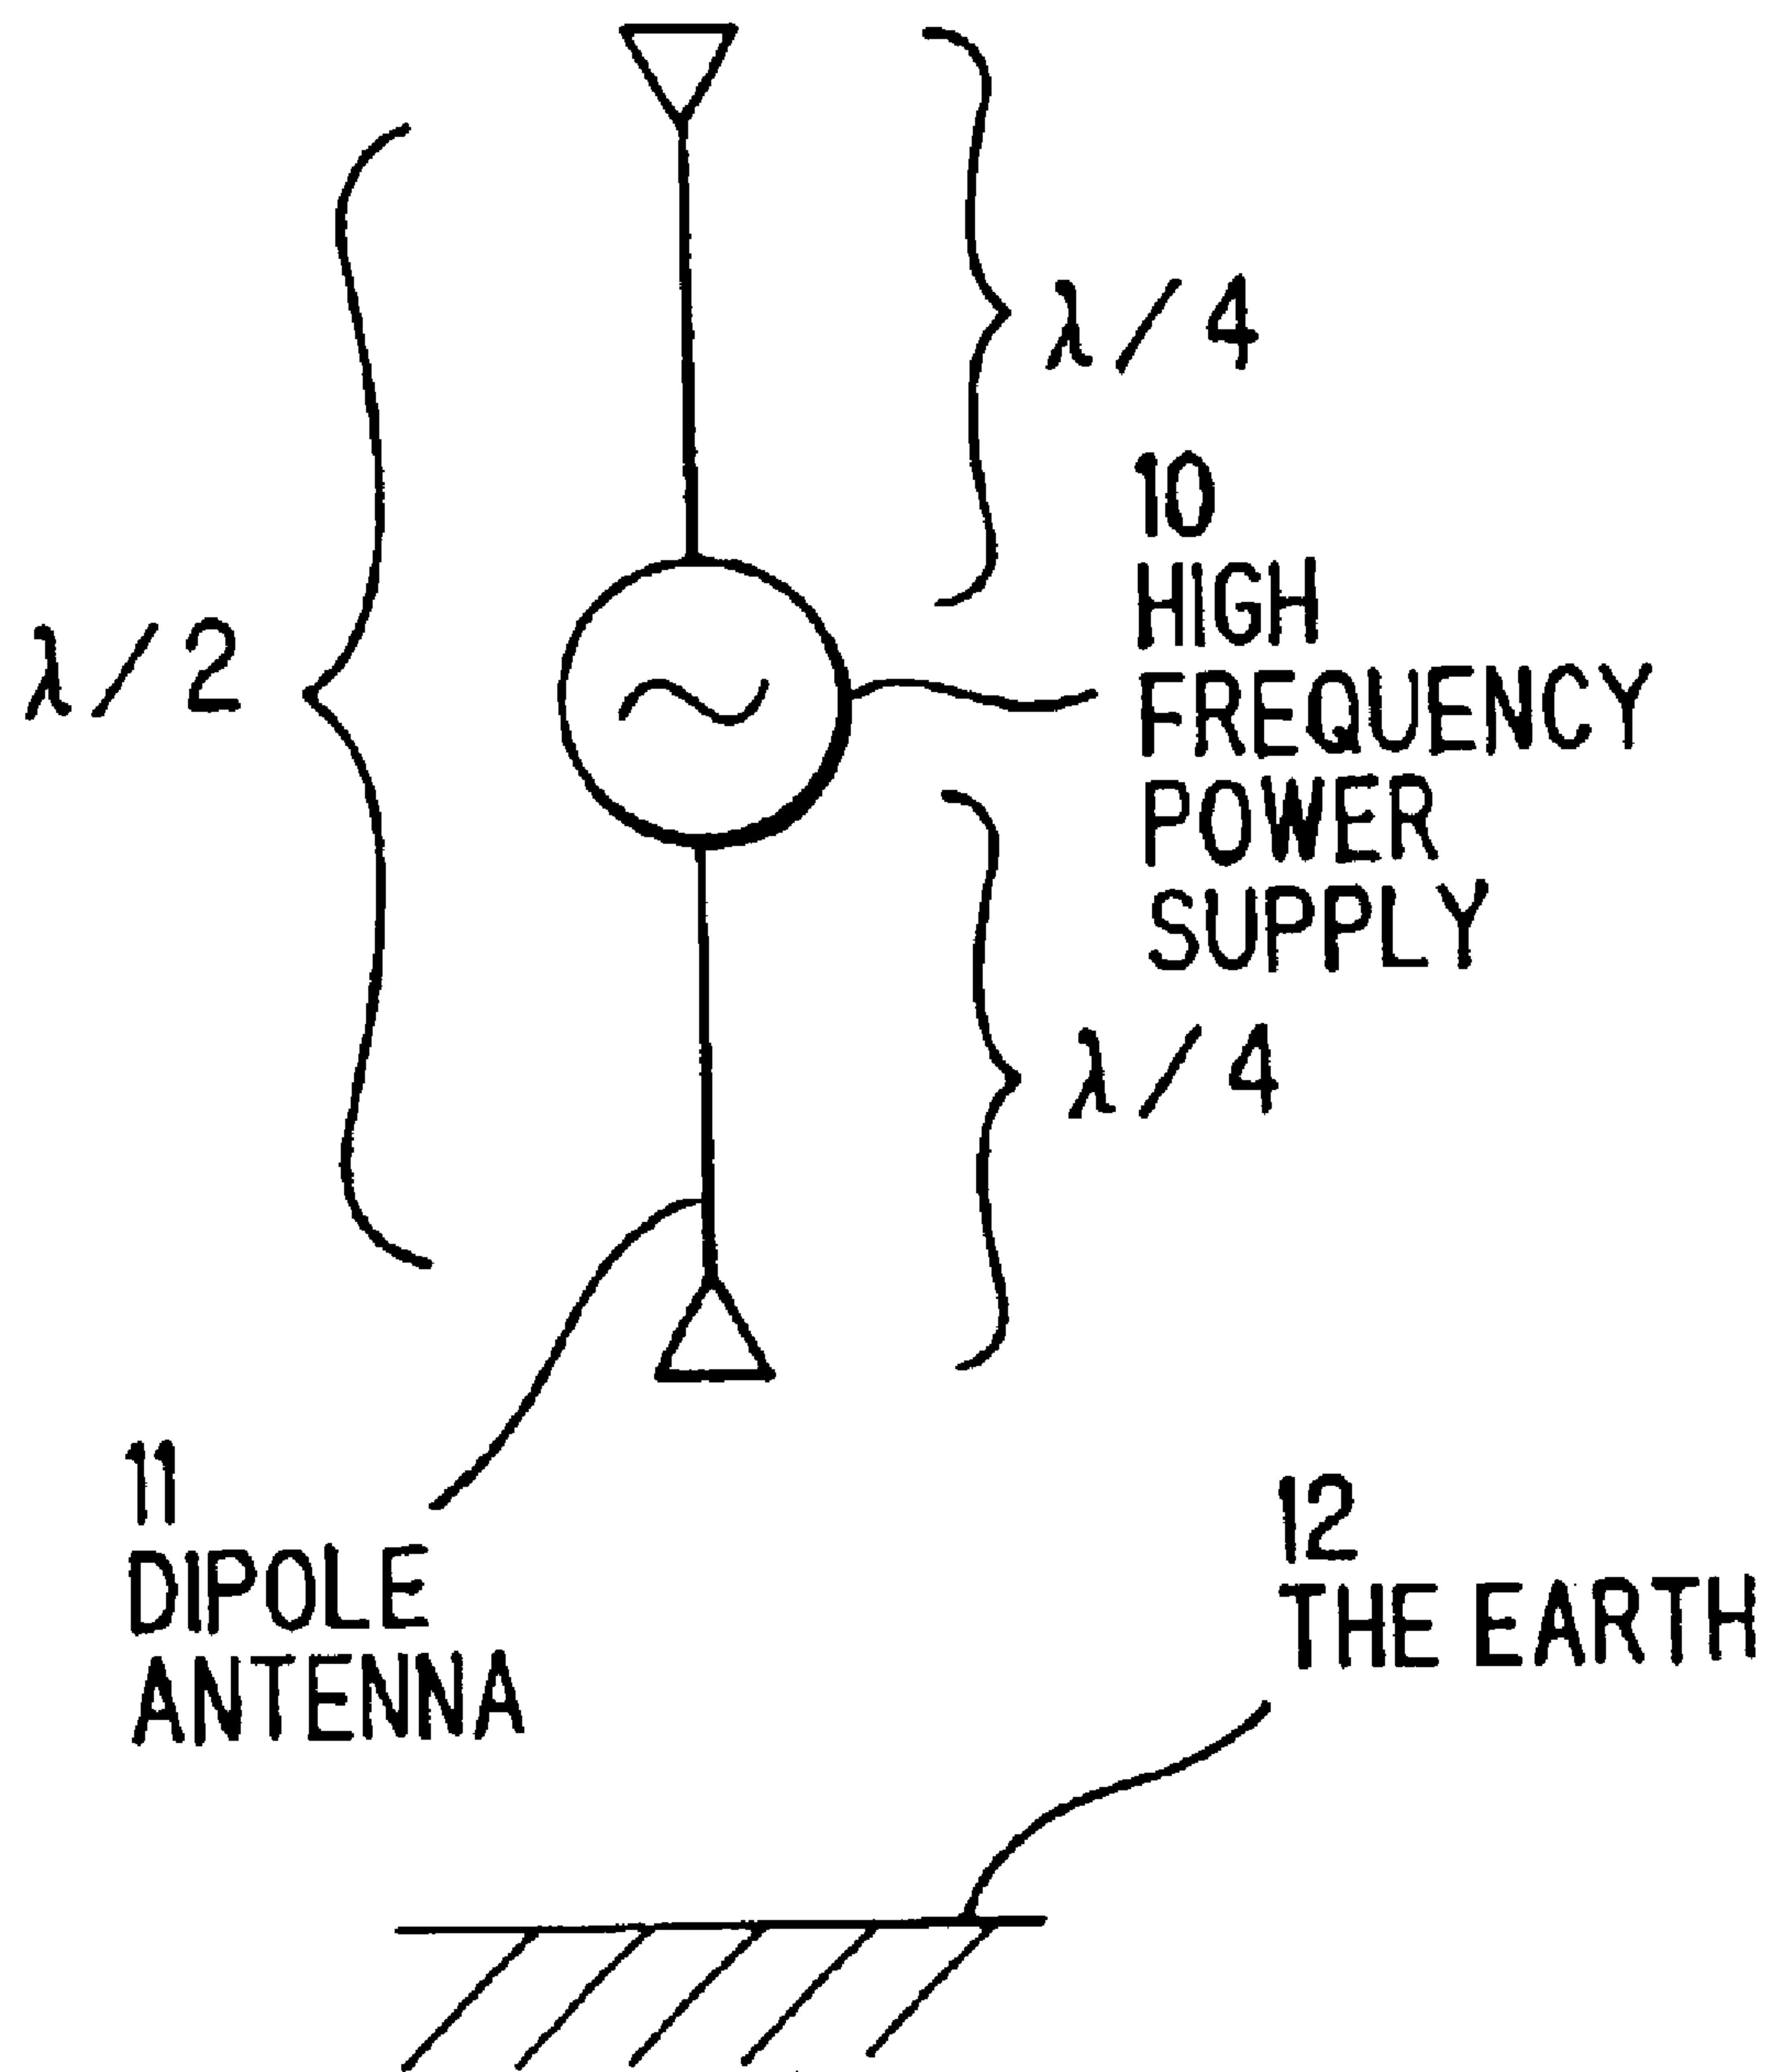 λ/4
10
HIGH
FREQUENCY
POWER
SUPPLY
λ/2
λ/4
11
DIPOLE
ANTENNA
12
THE EARTH